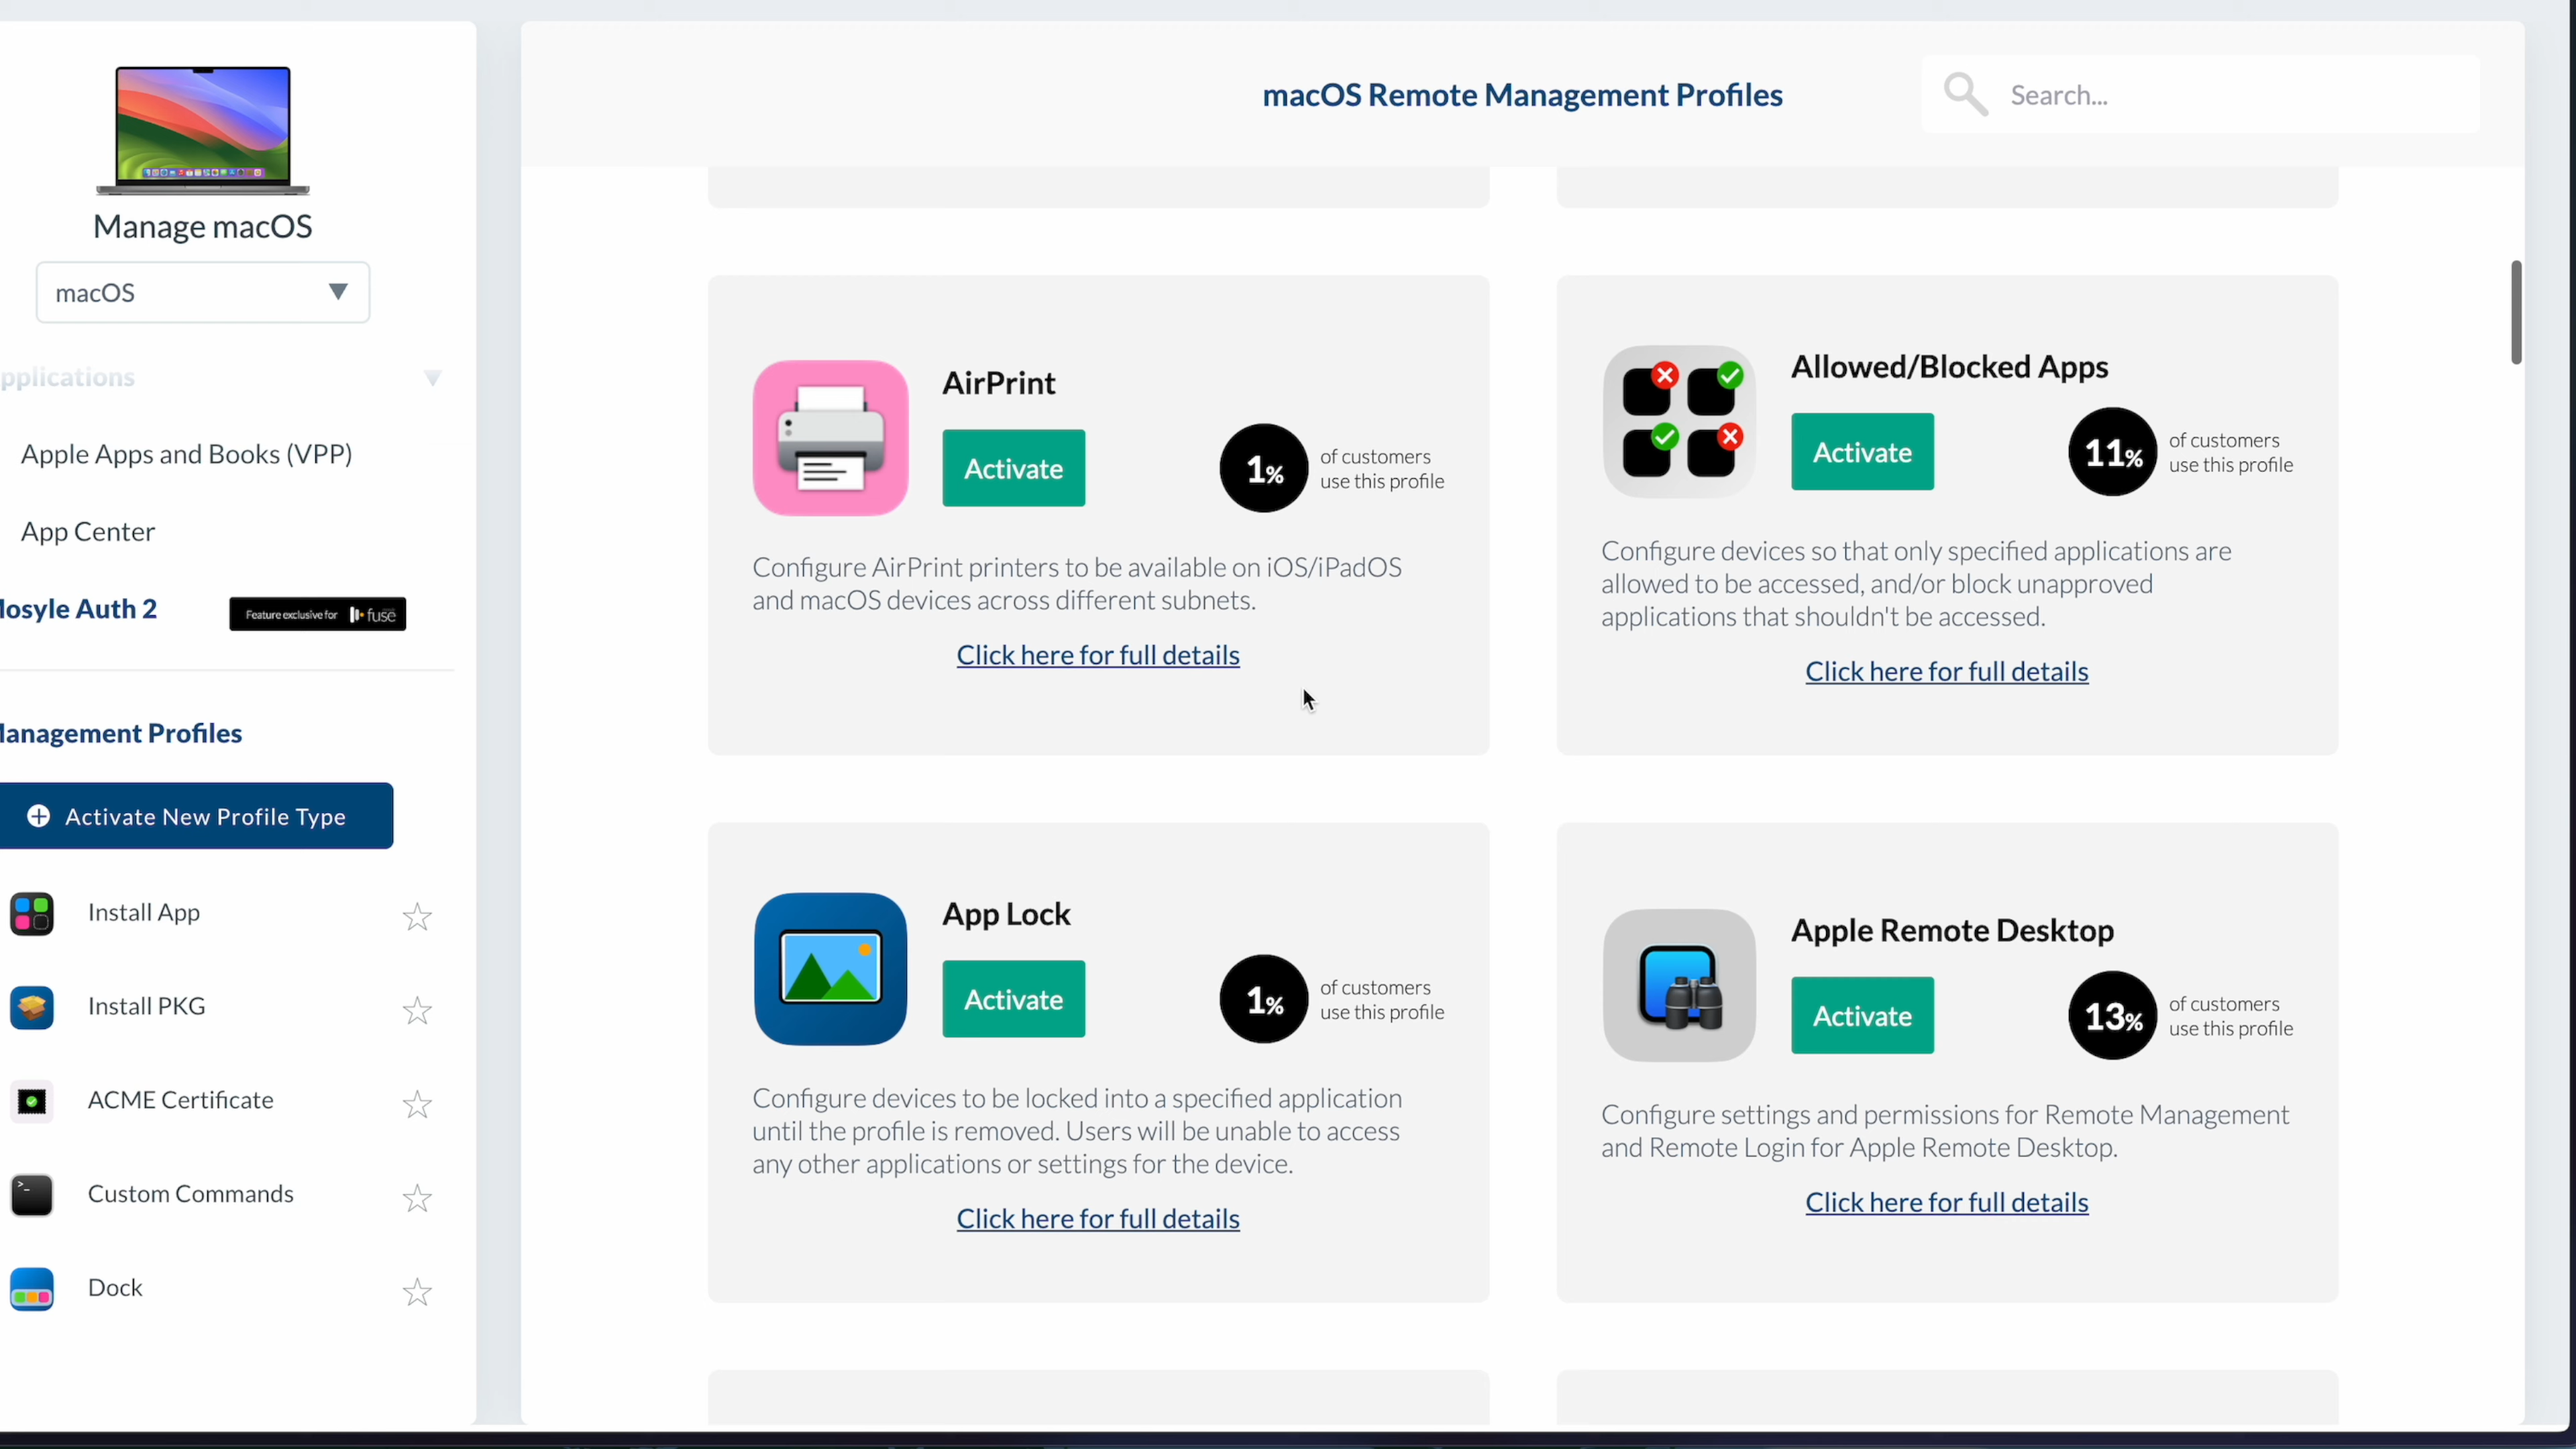 Manage macOS
macOS
pplications
Apple Apps and Books (VPP)
App Center
osyle Auth 2
Feature exclusive for fuse
anagement Profiles
Activate New Profile Type
Install App
Install PKG
ACME Certificate
>_
Custom Commands
Dock
macOS Remote Management Profiles
Search...
AirPrint
Activate
1%
of customers
use this profile
Configure AirPrint printers to be available on iOS/iPadOS
and macOS devices across different subnets.
Click here for full details
Allowed/Blocked Apps
Activate
11%
of customers
use this profile
Configure devices so that only specified applications are
allowed to be accessed, and/or block unapproved
applications that shouldn't be accessed.
Click here for full details
App Lock
Activate
1%
of customers
use this profile
Configure devices to be locked into a specified application
until the profile is removed. Users will be unable to access
any other applications or settings for the device.
Click here for full details
Apple Remote Desktop
Activate
13%
of customers
use this profile
Configure settings and permissions for Remote Management
and Remote Login for Apple Remote Desktop.
Click here for full details